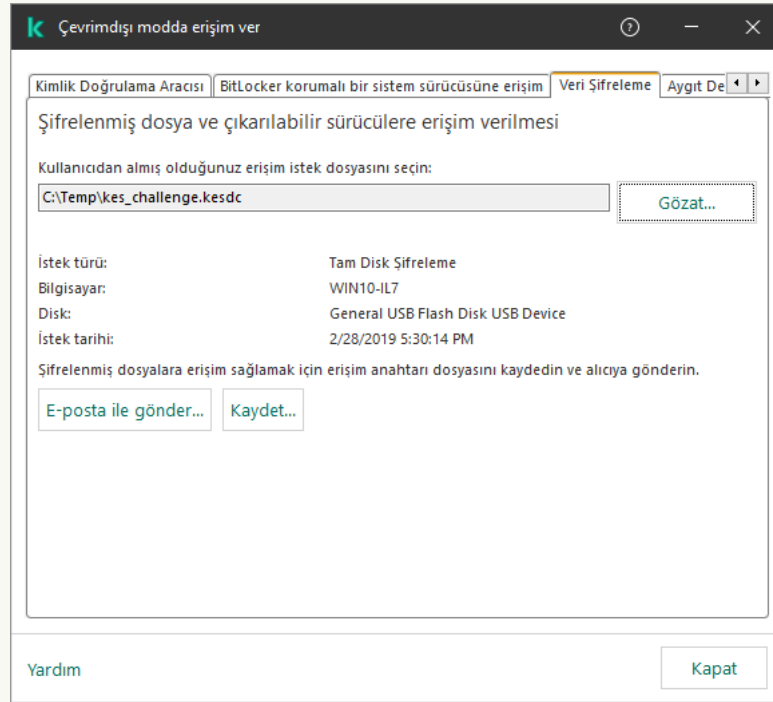 Çevrimdışı modda erişim ver
Kimlik Doğrulama Aracısı
BitLocker korumalı bir sistem sürücüsüne erişim
Veri Şifreleme
Aygıt De
Şifrelenmiş dosya ve çıkarılabilir sürücülere erişim verilmesi
Kullanıcıdan almış olduğunuz erişim istek dosyasını seçin:
C:\Temp\kes_challenge.kesdc
Gözat...
İstek türü: Tam Disk Şifreleme
Bilgisayar: WIN10-IL7
Disk: General USB Flash Disk USB Device
İstek tarihi: 2/28/2019 5:30:14 PM
Şifrelenmiş dosyalara erişim sağlamak için erişim anahtarı dosyasını kaydedin ve alıcıya gönderin.
E-posta ile gönder...
Kaydet...
Yardım
Kapat